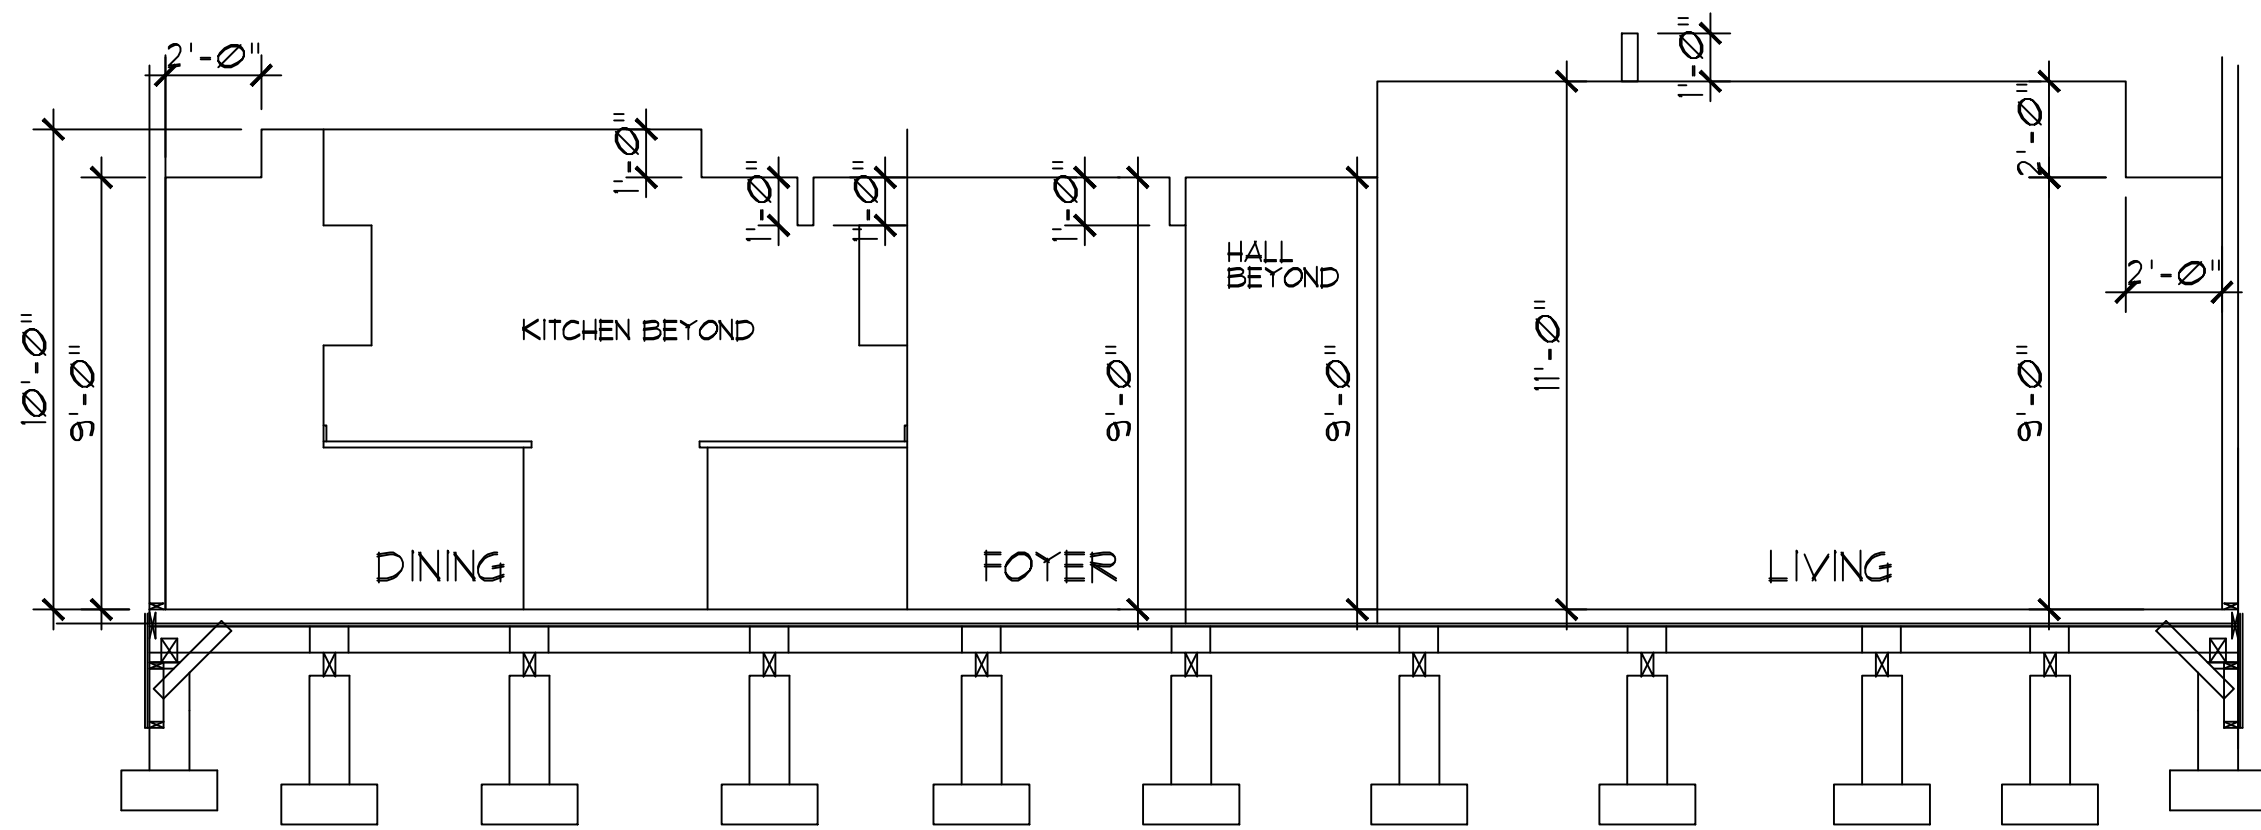 2'-0"
1'-0"
1'-0"
2'-0"
1'-0"
1'-0"
1'-0"
HALL
BEYOND
2'-0"
KITCHEN BEYOND
10'-0"
9'-0"
9'-0"
9'-0"
11'-0"
9'-0"
DINING
FOYER
LIVING